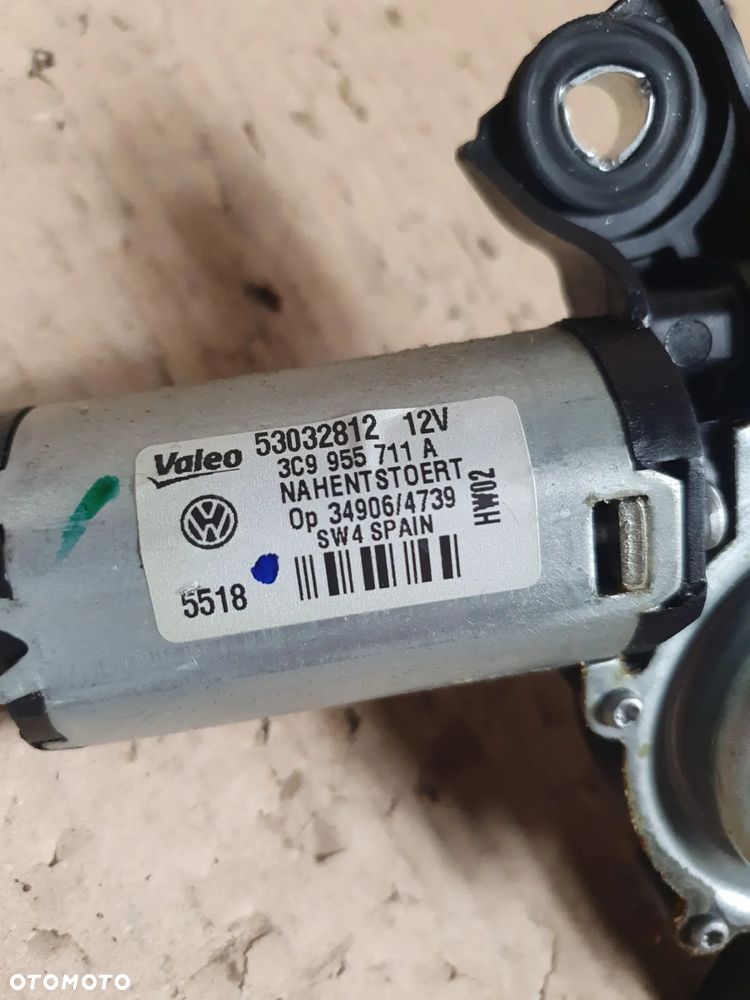 Valeo 53032812 12V
3C9 955 711 A
NAHENTSTOERT
Op 34906/4739
SW4 SPAIN
HW02
5518
OTOMOTO